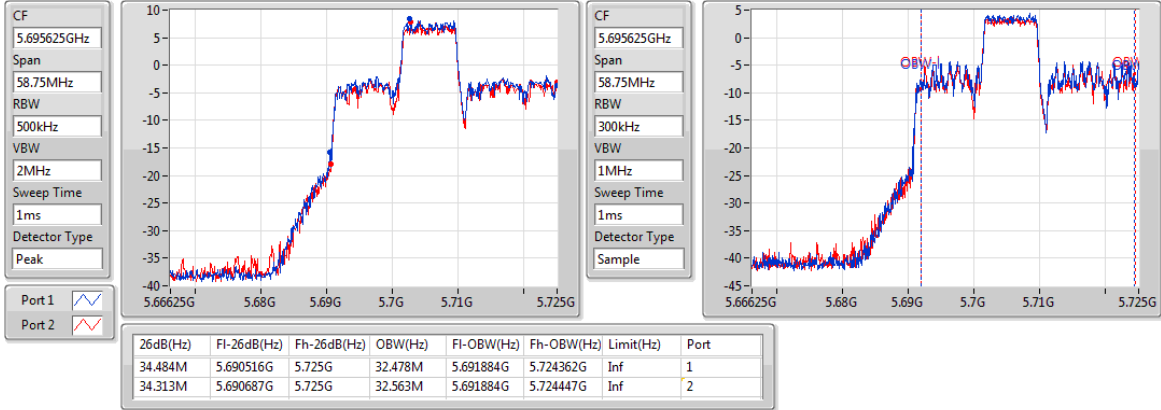 CF
5.695625GHz
Span
58.75MHz
RBW
500kHz
VBW
2MHz
Sweep Time
1ms
Detector Type
Peak
Port 1
Port 2
10
5
0
-5
-10
-15
-20
-25
-30
-35
-40
5.66625G 5.68G 5.69G 5.7G 5.71G 5.725G
CF
5.695625GHz
Span
58.75MHz
RBW
300kHz
VBW
1MHz
Sweep Time
1ms
Detector Type
Sample
5
0
-5
-10
-15
-20
-25
-30
-35
-40
-45
OBW OBW
5.66625G 5.68G 5.69G 5.7G 5.71G 5.725G
26dB(Hz) Fl-26dB(Hz) Fh-26dB(Hz) OBW(Hz) Fl-OBW(Hz) Fh-OBW(Hz) Limit(Hz) Port
34.484M 5.690516G 5.725G 32.478M 5.691884G 5.724362G Inf 1
34.313M 5.690687G 5.725G 32.563M 5.691884G 5.724447G Inf 2